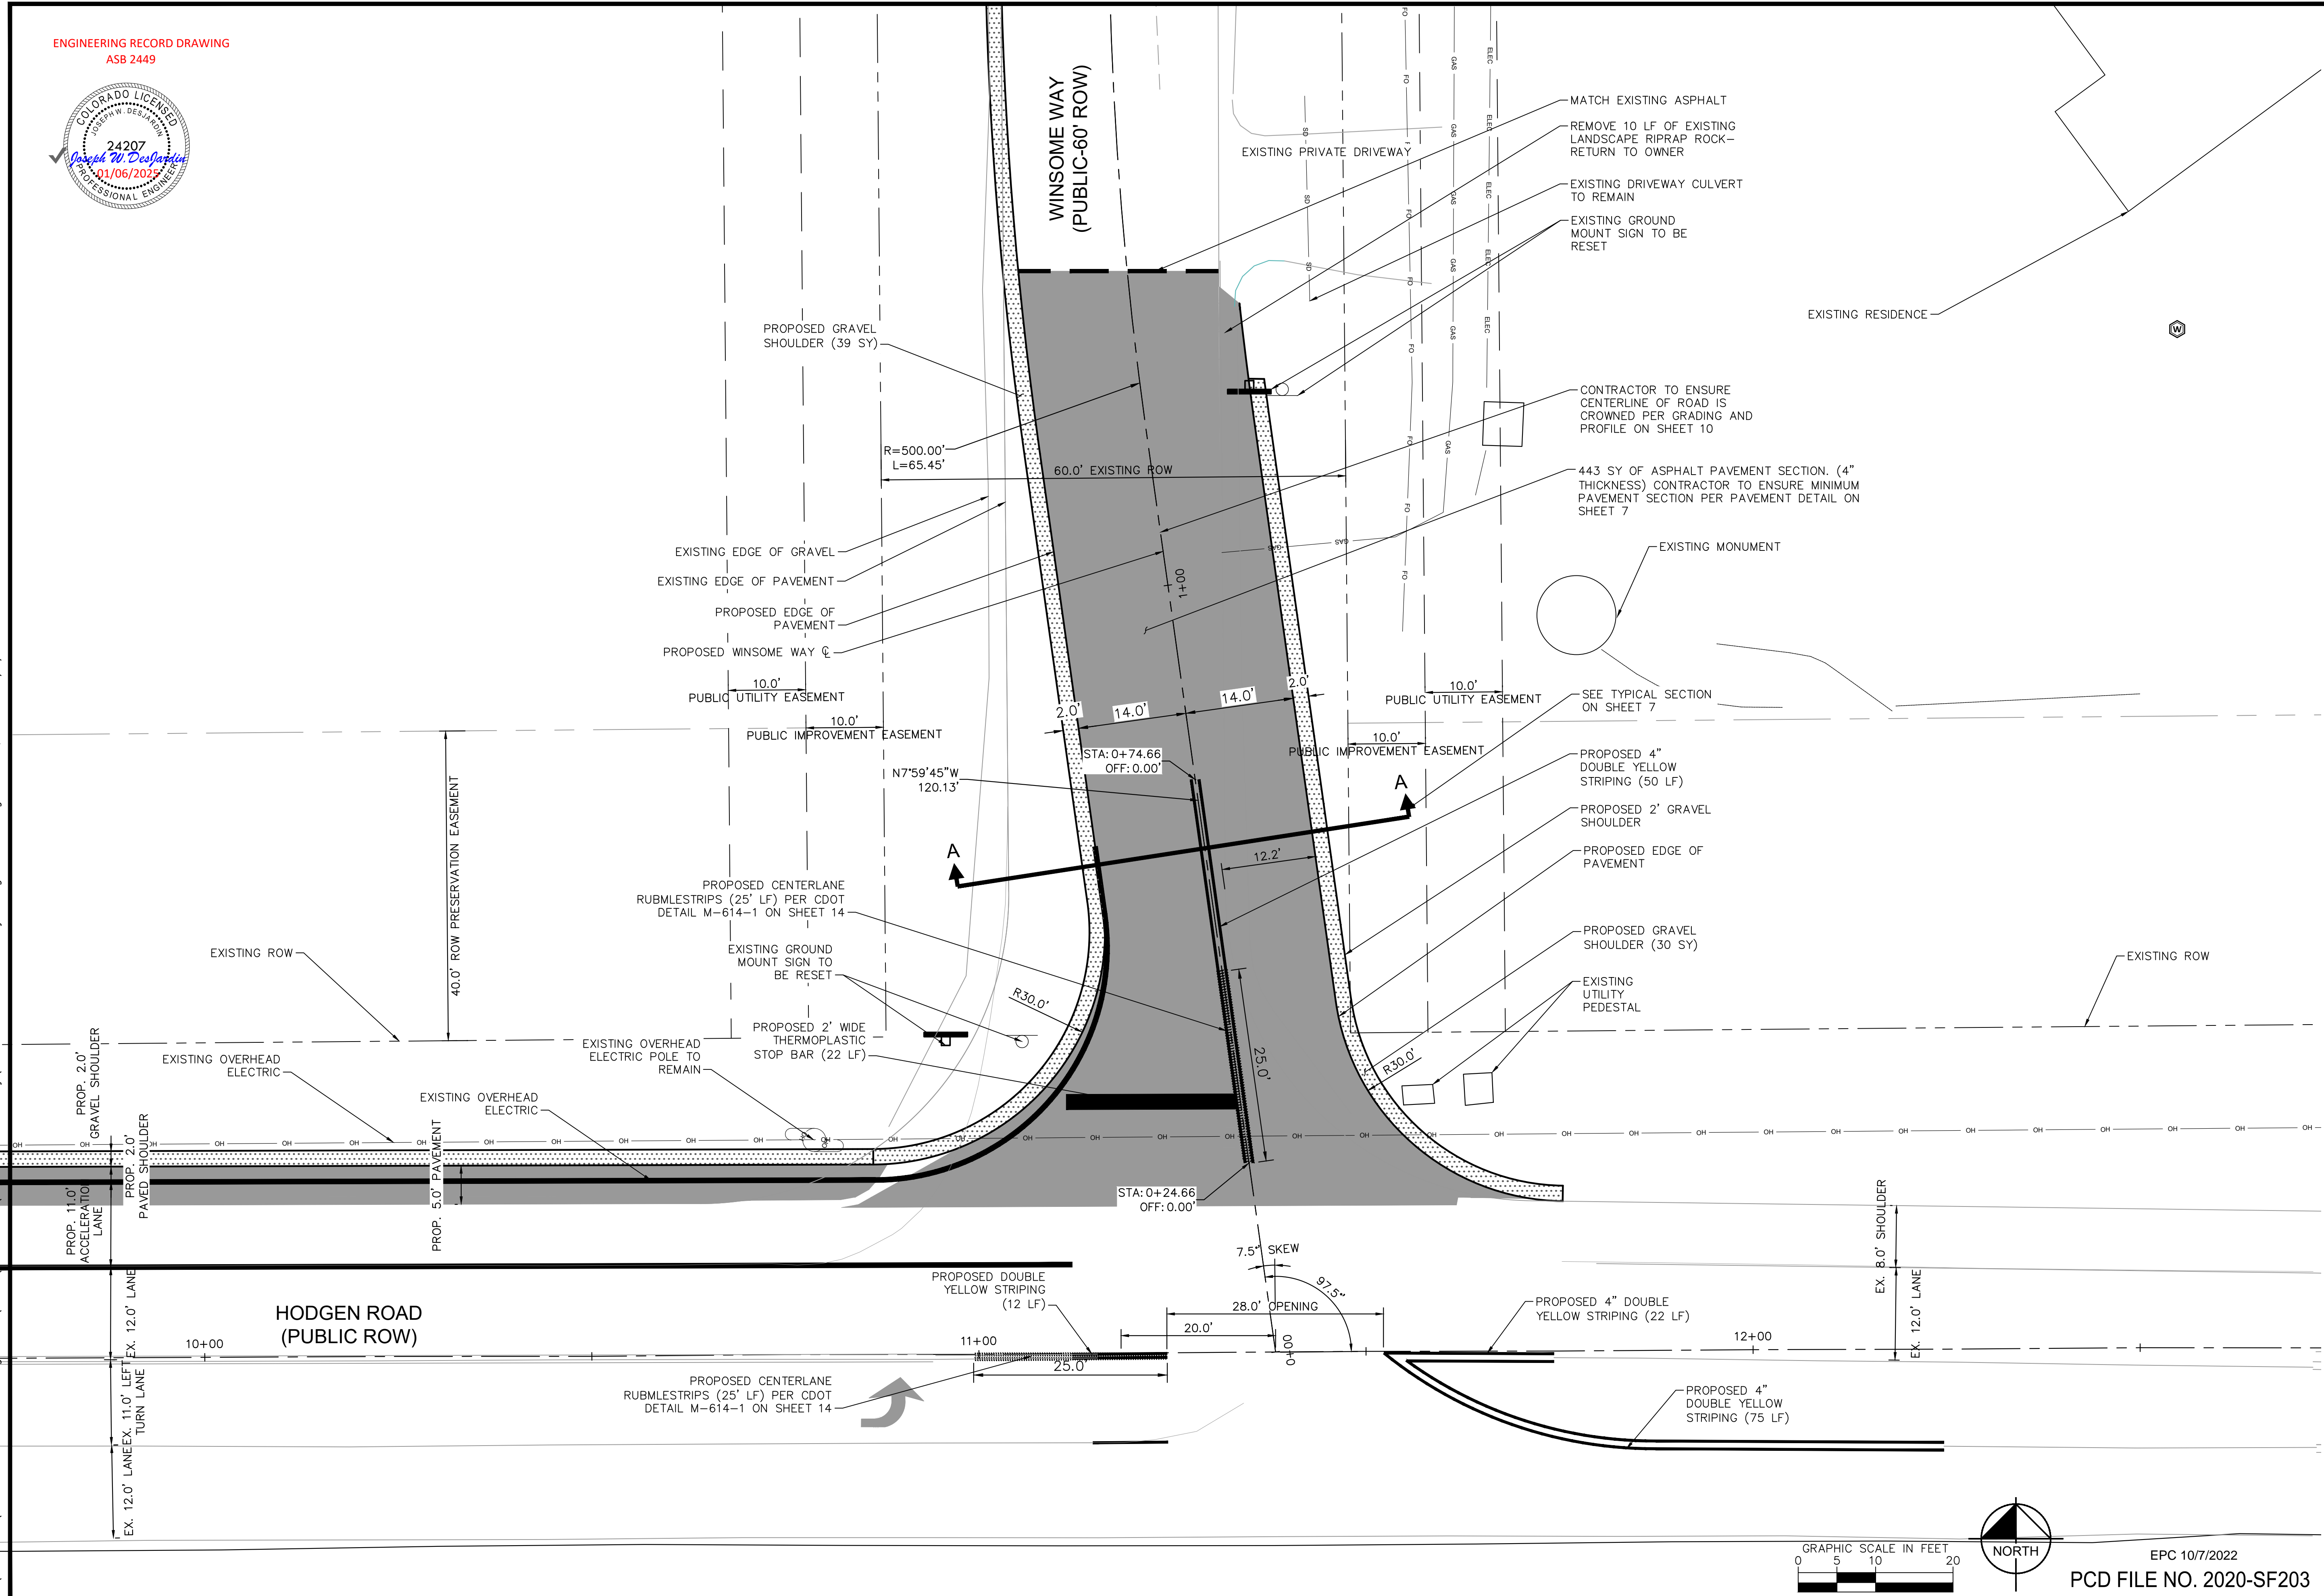 ENGINEERING RECORD DRAWING
ASB 2449
COLORADO LICENSED
JOSEPH W. DESJARDIN
24207
Joseph W. DesJardin
01/06/2025
PROFESSIONAL ENGINEER
WINSOME WAY
(PUBLIC-60' ROW)
EXISTING PRIVATE DRIVEWAY
MATCH EXISTING ASPHALT
REMOVE 10 LF OF EXISTING
LANDSCAPE RIPRAP ROCK–
RETURN TO OWNER
EXISTING DRIVEWAY CULVERT
TO REMAIN
EXISTING GROUND
MOUNT SIGN TO BE
RESET
EXISTING RESIDENCE
W
PROPOSED GRAVEL
SHOULDER (39 SY)
CONTRACTOR TO ENSURE
CENTERLINE OF ROAD IS
CROWNED PER GRADING AND
PROFILE ON SHEET 10
R=500.00'
L=65.45'
60.0' EXISTING ROW
443 SY OF ASPHALT PAVEMENT SECTION. (4"
THICKNESS) CONTRACTOR TO ENSURE MINIMUM
PAVEMENT SECTION PER PAVEMENT DETAIL ON
SHEET 7
EXISTING EDGE OF GRAVEL
EXISTING EDGE OF PAVEMENT
PROPOSED EDGE OF
PAVEMENT
PROPOSED WINSOME WAY ℄
1+00
EXISTING MONUMENT
10.0'
PUBLIC UTILITY EASEMENT
10.0'
PUBLIC IMPROVEMENT EASEMENT
2.0'
14.0'
14.0'
2.0'
10.0'
PUBLIC UTILITY EASEMENT
10.0'
PUBLIC IMPROVEMENT EASEMENT
SEE TYPICAL SECTION
ON SHEET 7
STA: 0+74.66
OFF: 0.00'
N7°59'45"W
120.13'
PROPOSED 4"
DOUBLE YELLOW
STRIPING (50 LF)
A
A
PROPOSED 2' GRAVEL
SHOULDER
12.2'
PROPOSED EDGE OF
PAVEMENT
40.0' ROW PRESERVATION EASEMENT
PROPOSED CENTERLANE
RUBMLESTRIPS (25' LF) PER CDOT
DETAIL M–614–1 ON SHEET 14
EXISTING GROUND
MOUNT SIGN TO
BE RESET
PROPOSED GRAVEL
SHOULDER (30 SY)
EXISTING ROW
EXISTING ROW
EXISTING
UTILITY
PEDESTAL
R30.0'
R30.0'
25.0'
PROPOSED 2' WIDE
THERMOPLASTIC
STOP BAR (22 LF)
EXISTING OVERHEAD
ELECTRIC POLE TO
REMAIN
EXISTING OVERHEAD
ELECTRIC
EXISTING OVERHEAD
ELECTRIC
PROP. 2.0'
GRAVEL SHOULDER
PROP. 2.0'
PAVED SHOULDER
PROP. 11.0'
ACCELERATION
LANE
PROP. 5.0' PAVEMENT
EX. 12.0' LANE
EX. 11.0' LEFT
TURN LANE
EX. 12.0' LANE
STA: 0+24.66
OFF: 0.00'
7.5° SKEW
97.5°
28.0' OPENING
20.0'
25.0'
PROPOSED DOUBLE
YELLOW STRIPING
(12 LF)
HODGEN ROAD
(PUBLIC ROW)
10+00
11+00
0+00
12+00
PROPOSED CENTERLANE
RUBMLESTRIPS (25' LF) PER CDOT
DETAIL M–614–1 ON SHEET 14
PROPOSED 4" DOUBLE
YELLOW STRIPING (22 LF)
PROPOSED 4"
DOUBLE YELLOW
STRIPING (75 LF)
EX. 8.0' SHOULDER
EX. 12.0' LANE
GRAPHIC SCALE IN FEET
0 5 10 20
NORTH
EPC 10/7/2022
PCD FILE NO. 2020-SF203